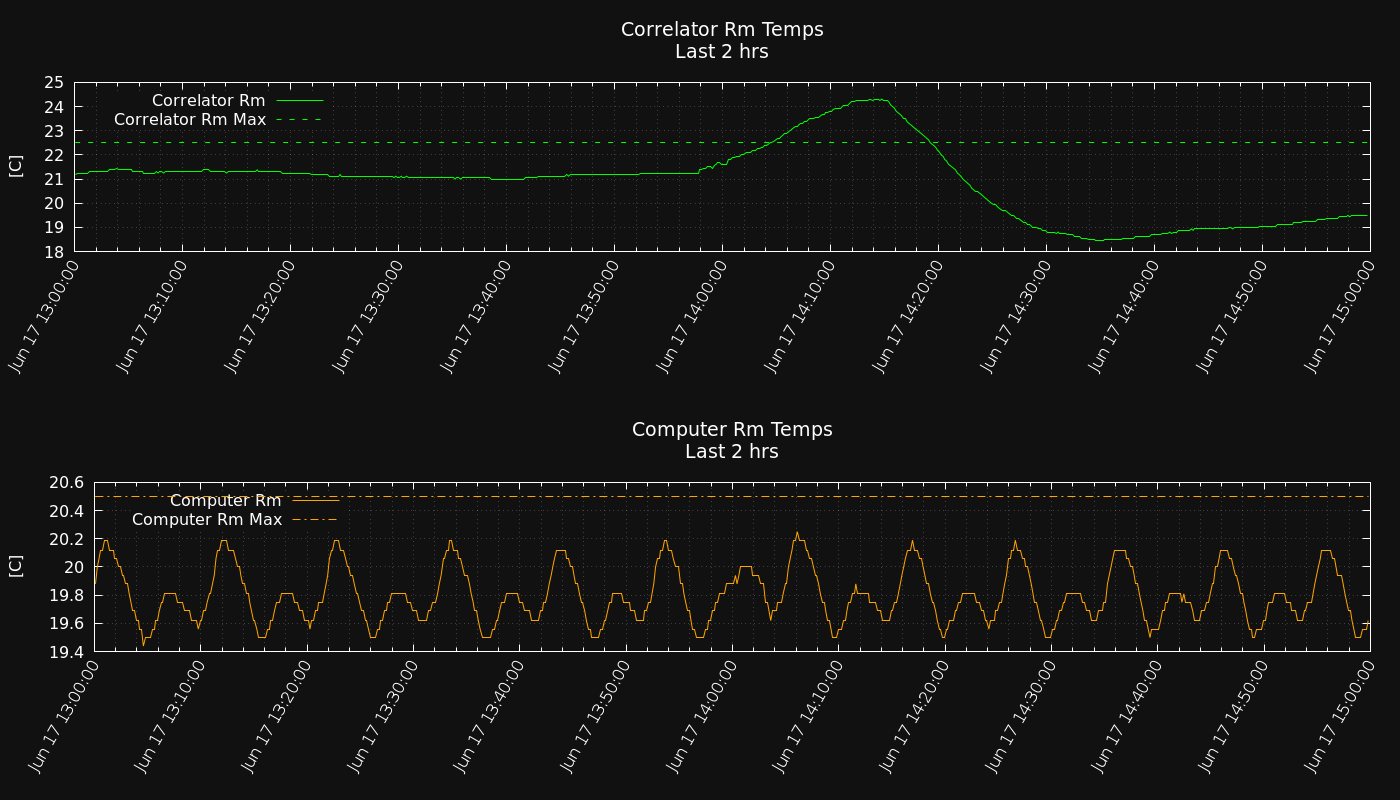 Correlator Rm Temps
Last 2 hrs
Correlator Rm
Correlator Rm Max
[C]
25
24
23
22
21
20
19
18
Jun 17 13:00:00
Jun 17 13:10:00
Jun 17 13:20:00
Jun 17 13:30:00
Jun 17 13:40:00
Jun 17 13:50:00
Jun 17 14:00:00
Jun 17 14:10:00
Jun 17 14:20:00
Jun 17 14:30:00
Jun 17 14:40:00
Jun 17 14:50:00
Jun 17 15:00:00
Computer Rm Temps
Last 2 hrs
Computer Rm
Computer Rm Max
[C]
20.6
20.4
20.2
20
19.8
19.6
19.4
Jun 17 13:00:00
Jun 17 13:10:00
Jun 17 13:20:00
Jun 17 13:30:00
Jun 17 13:40:00
Jun 17 13:50:00
Jun 17 14:00:00
Jun 17 14:10:00
Jun 17 14:20:00
Jun 17 14:30:00
Jun 17 14:40:00
Jun 17 14:50:00
Jun 17 15:00:00